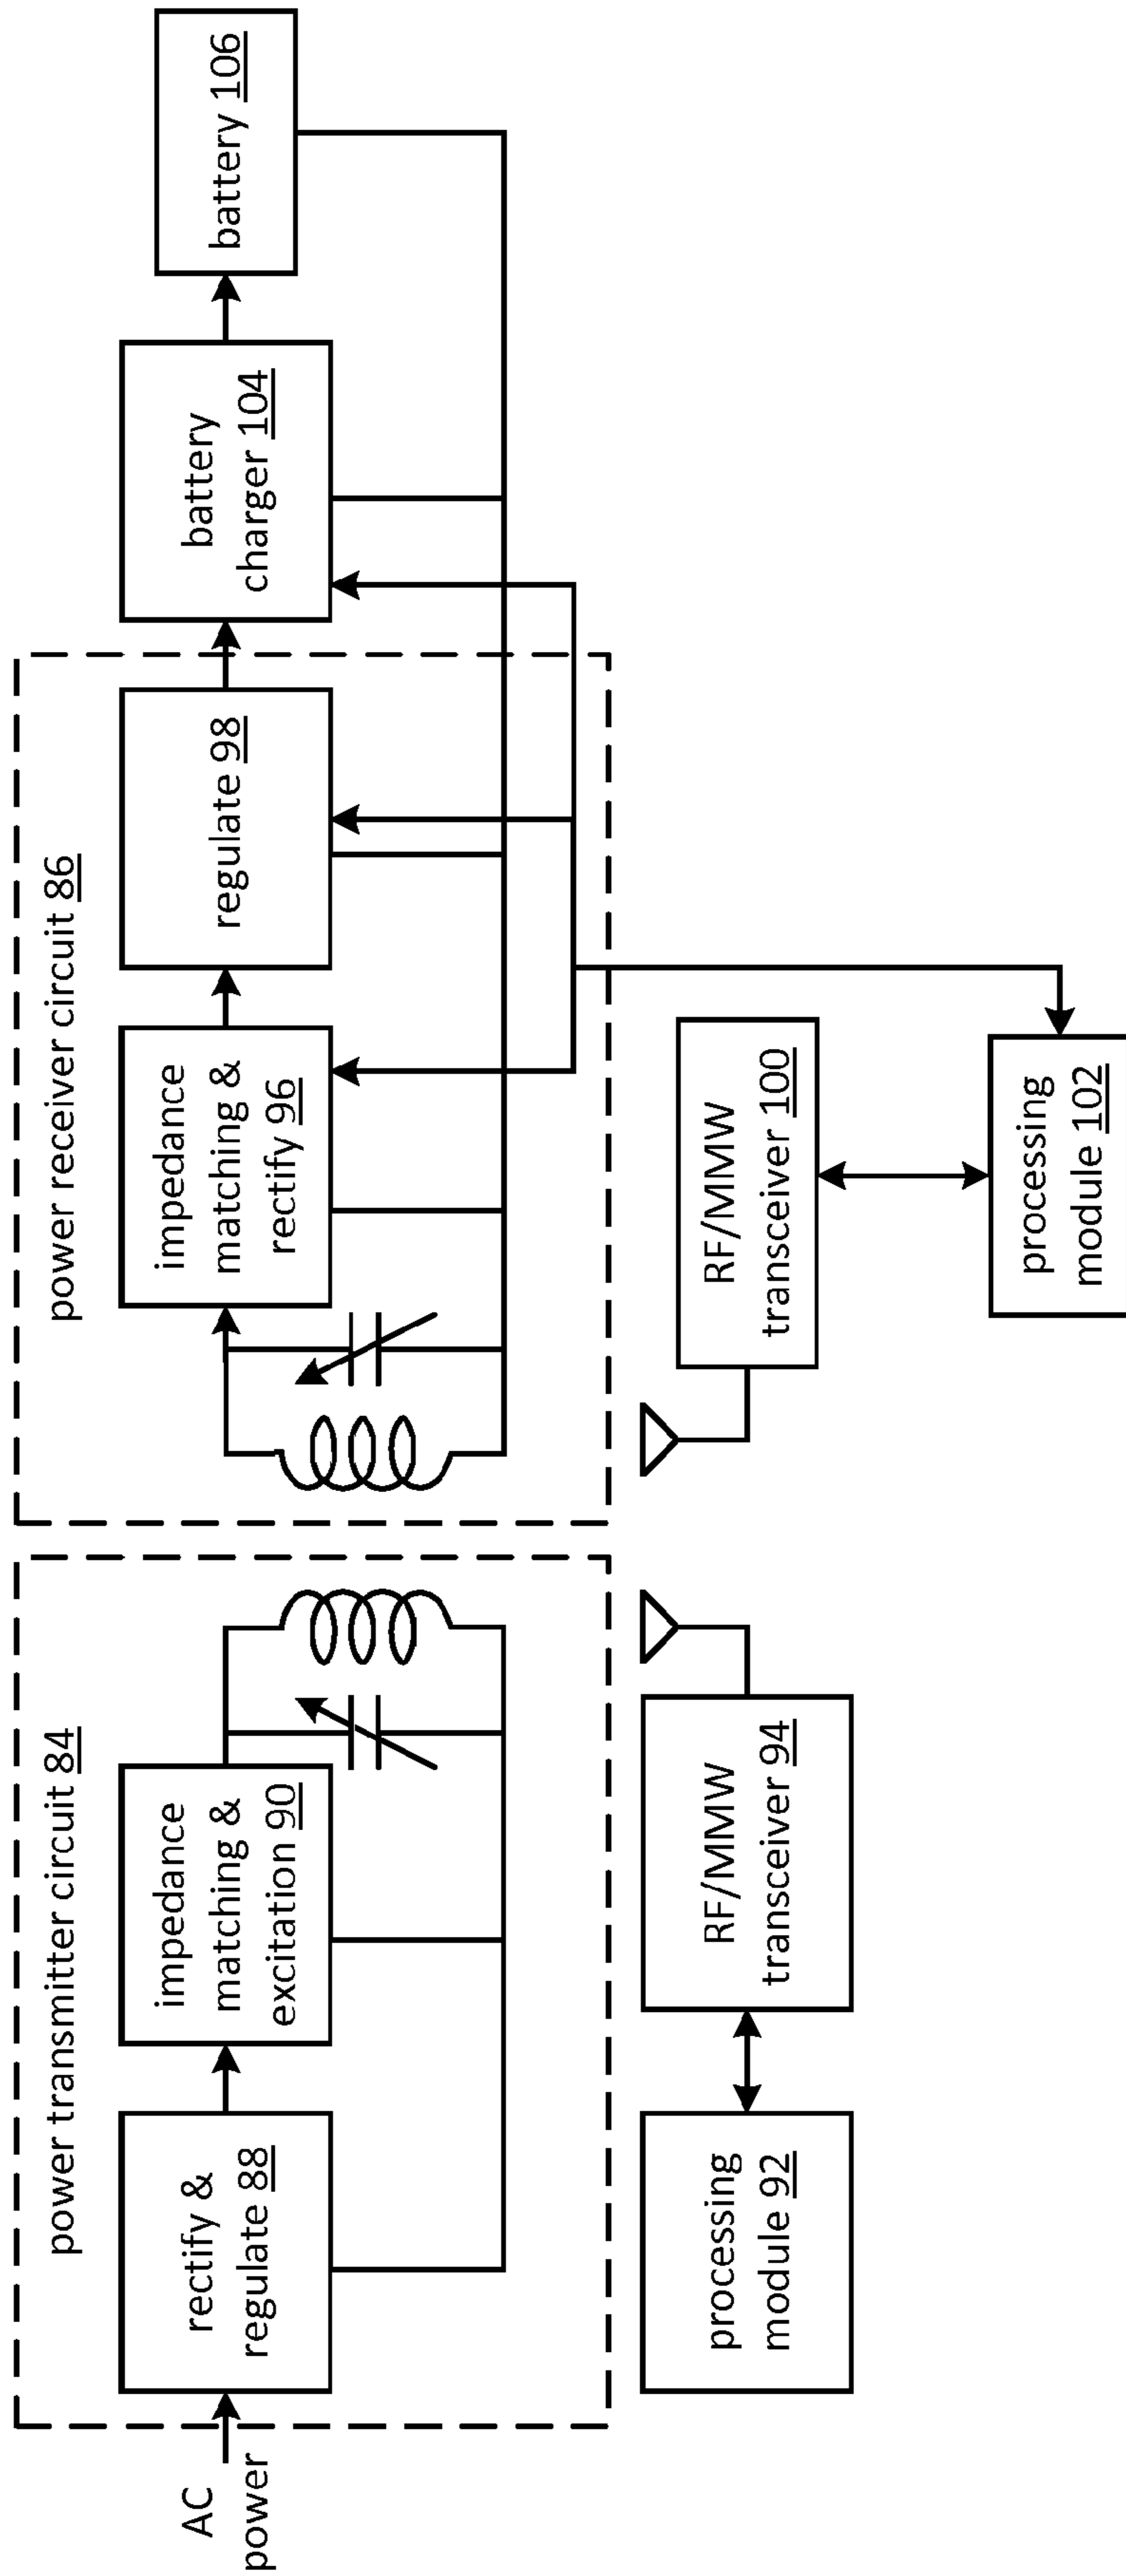 power transmitter circuit 84
AC
power
rectify &
regulate 88
impedance
matching &
excitation 90
processing
module 92
RF/MMW
transceiver 94
power receiver circuit 86
impedance
matching &
rectify 96
regulate 98
battery
charger 104
battery 106
RF/MMW
transceiver 100
processing
module 102